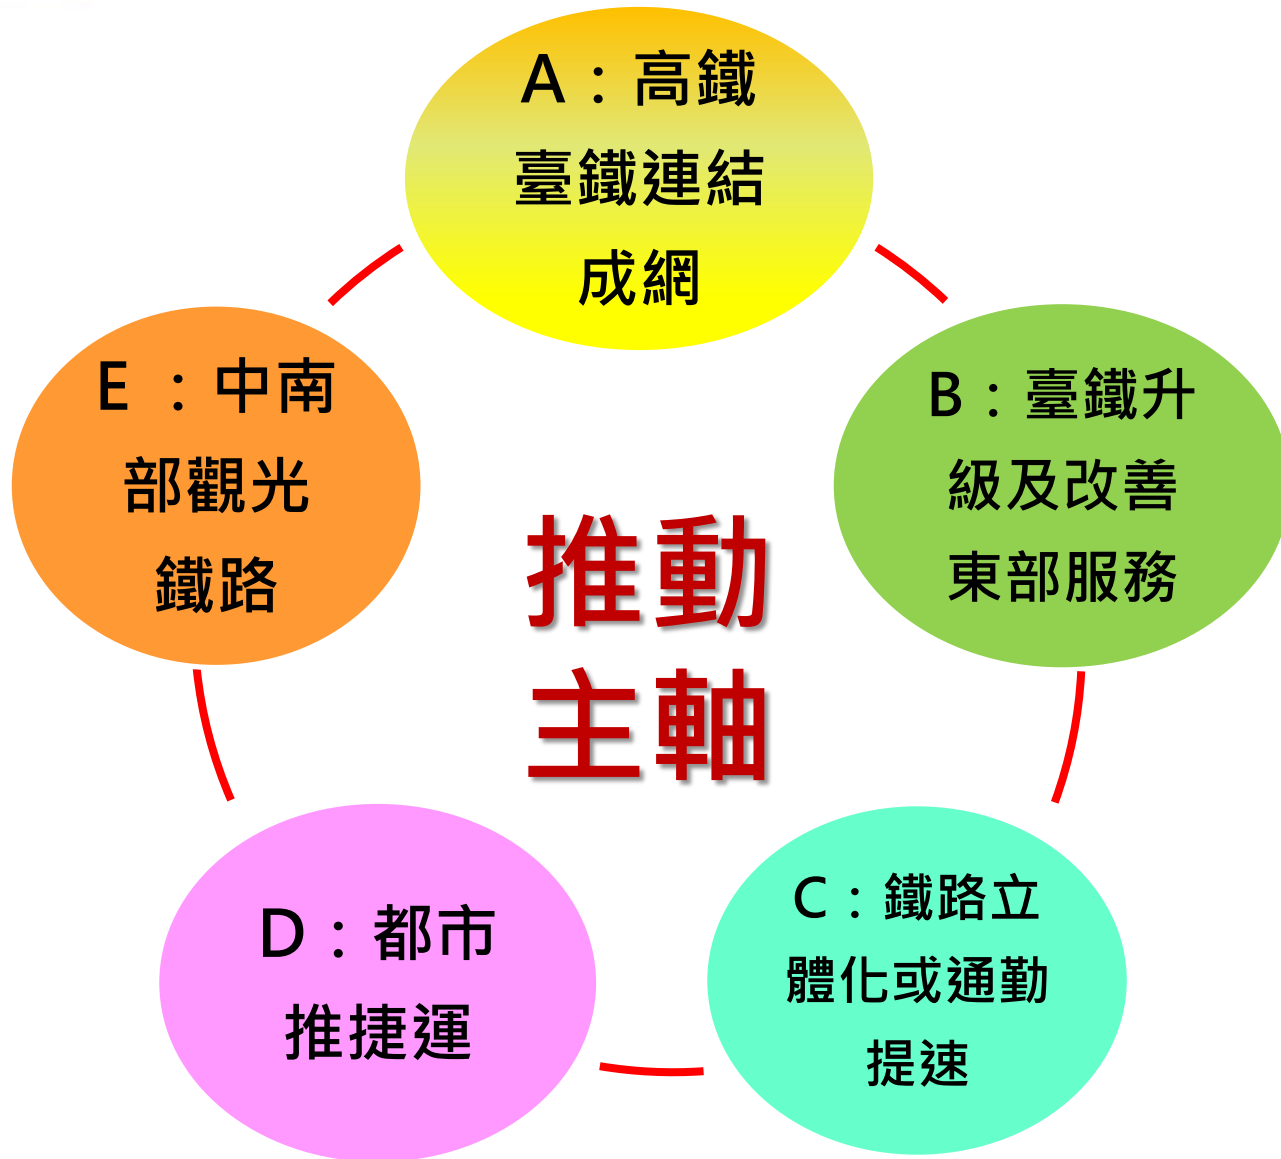 A：高鐵
臺鐵連結
成網
B：臺鐵升
級及改善
東部服務
C：鐵路立
體化或通勤
提速
D：都市
推捷運
E ：中南
部觀光
鐵路
推動
主軸